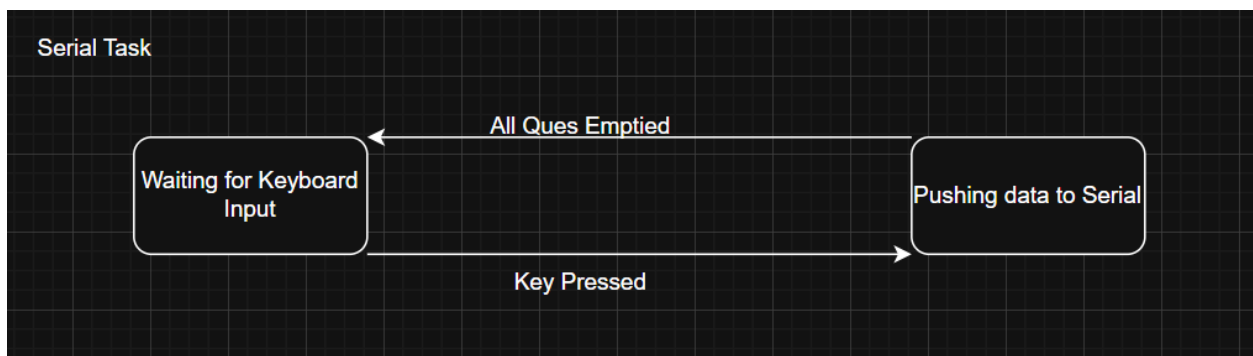 Serial Task
All Ques Emptied
Waiting for Keyboard
Input
Pushing data to Serial
Key Pressed